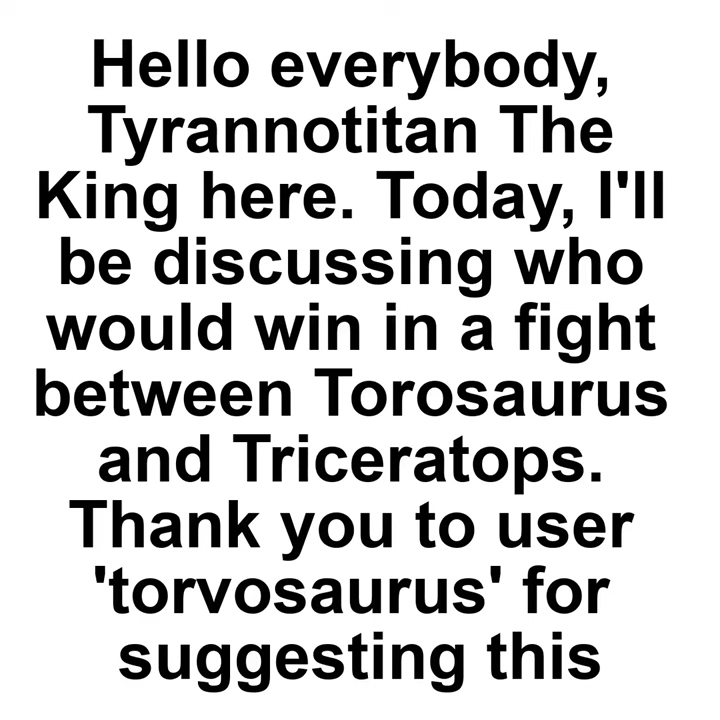 Hello everybody,
Tyrannotitan The
King here. Today, I'll
be discussing who
would win in a fight
between Torosaurus
and Triceratops.
Thank you to user
'torvosaurus' for
suggesting this